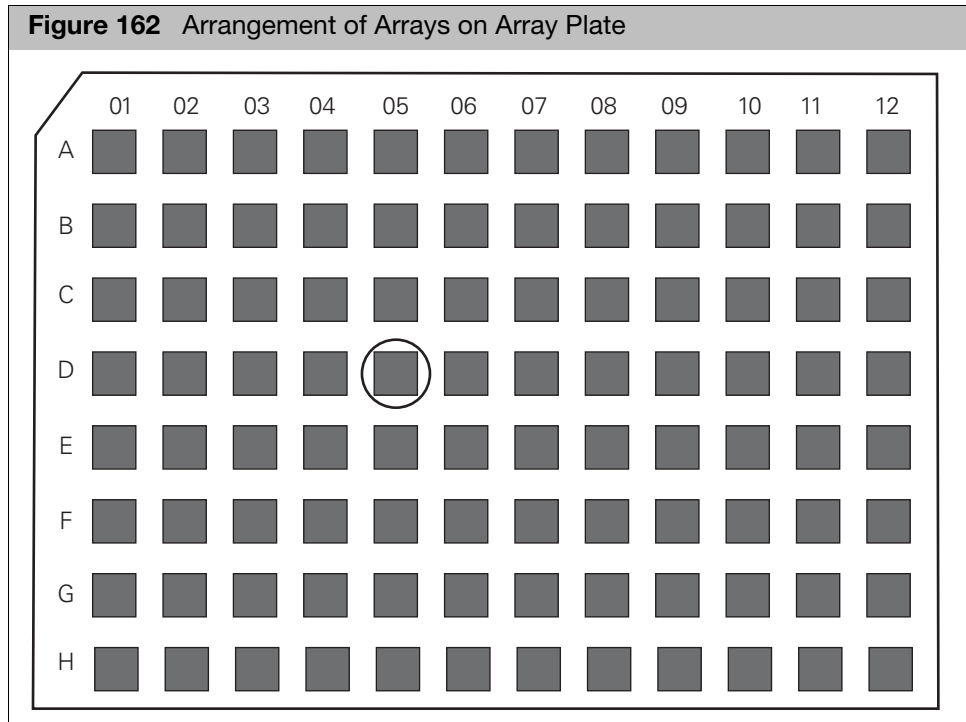 Figure 162 Arrangement of Arrays on Array Plate
01 02 03 04 05 06 07 08 09 10 11 12
A
B
C
D
E
F
G
H